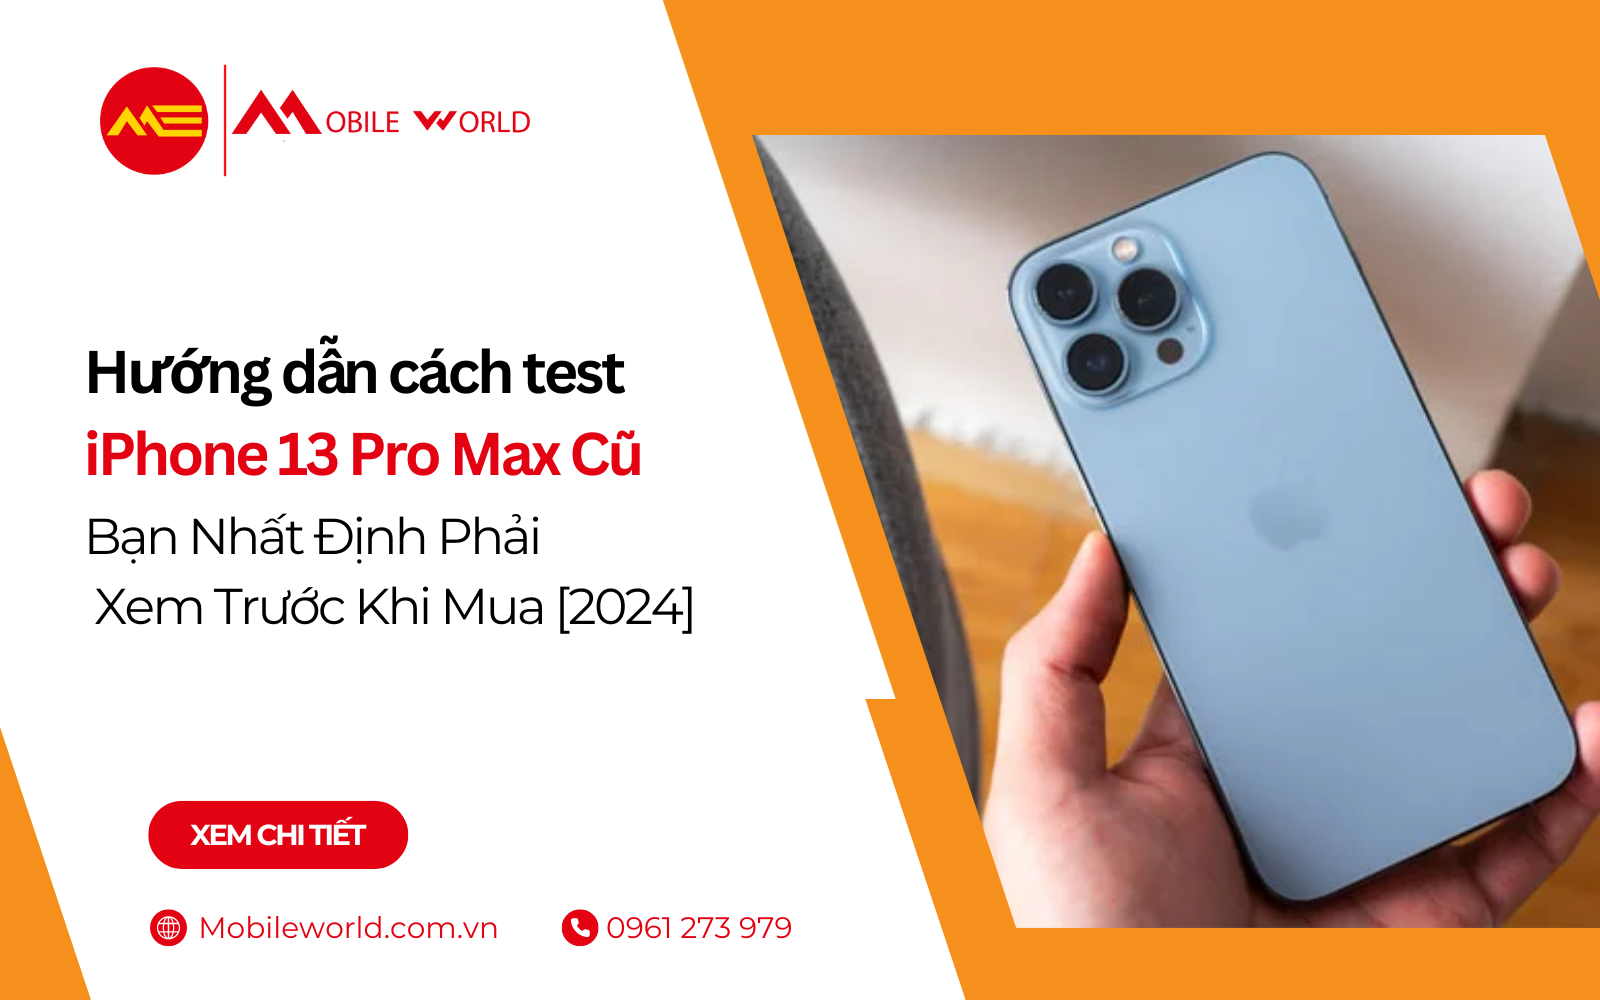 MOBILE WORLD
Hướng dẫn cách test
iPhone 13 Pro Max Cũ
Bạn Nhất Định Phải
Xem Trước Khi Mua [2024]
XEM CHI TIẾT
Mobileworld.com.vn
0961 273 979